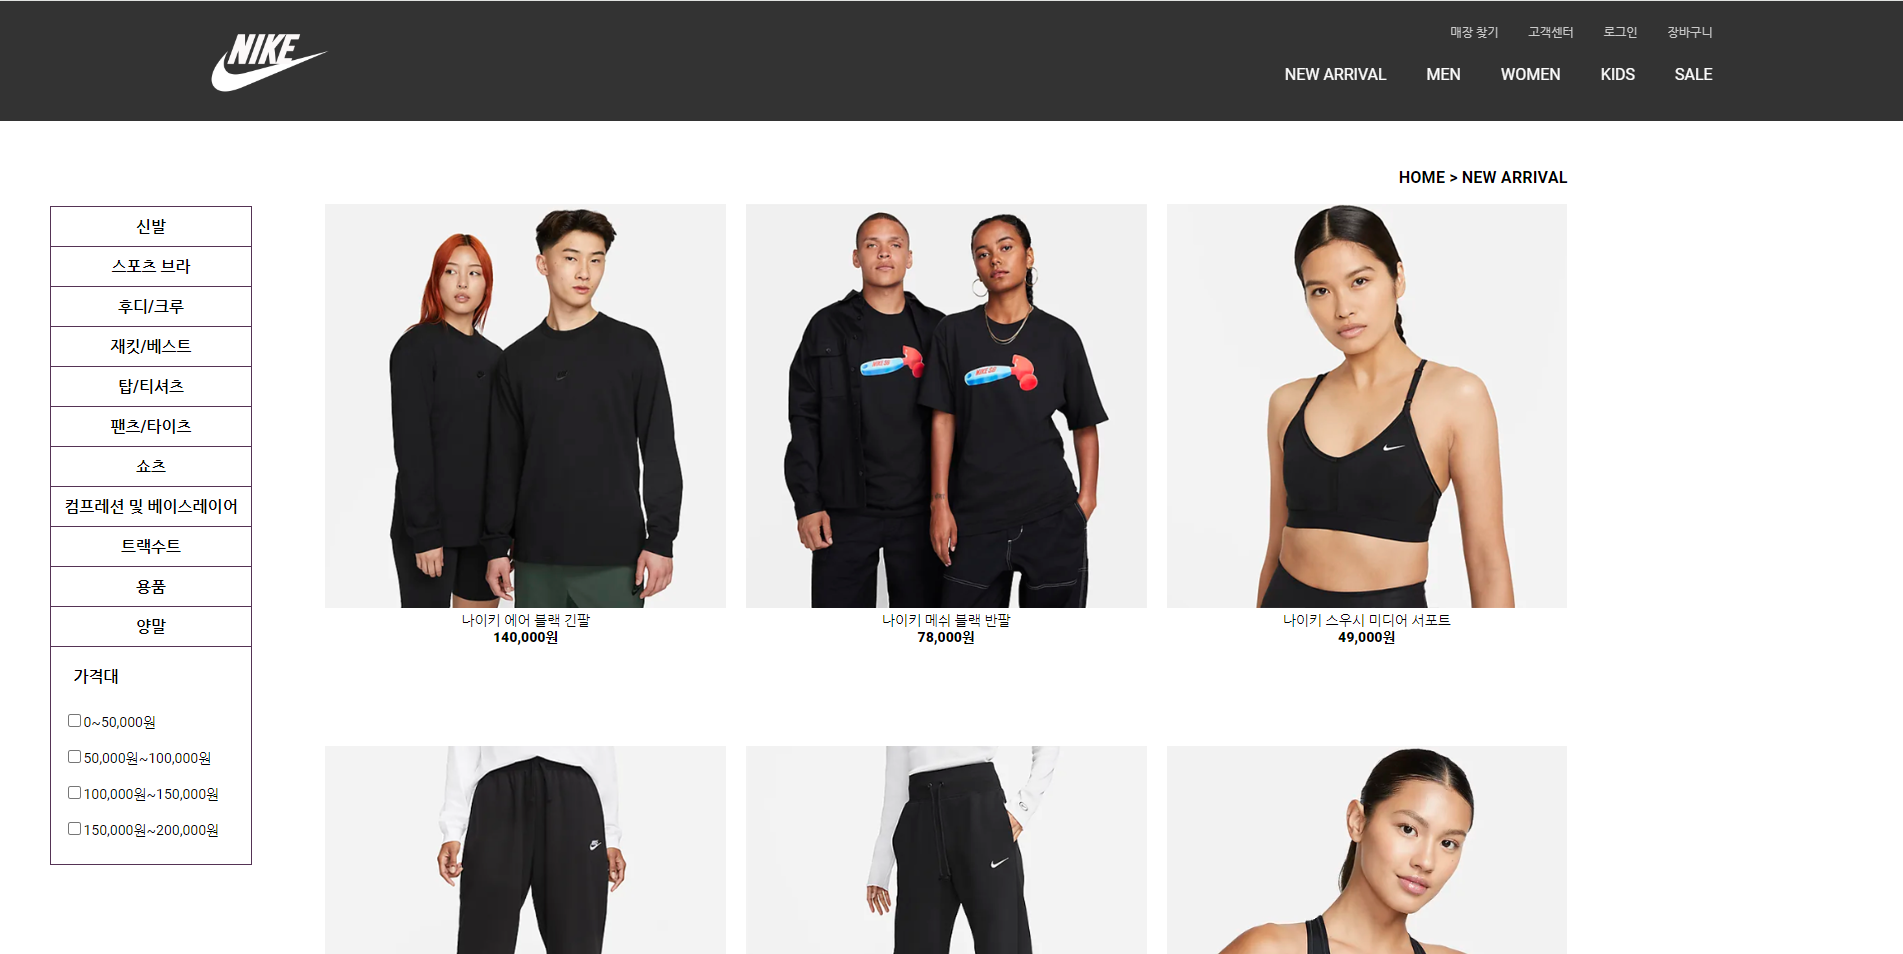 NIKE
매장 찾기 고객센터 로그인 장바구니
NEW ARRIVAL MEN WOMEN KIDS SALE
HOME > NEW ARRIVAL
신발
스포츠 브라
후디/크루
재킷/베스트
탑/티셔츠
팬츠/타이츠
쇼츠
컴프레션 및 베이스레이어
트랙수트
용품
양말
가격대
0~50,000원
50,000원~100,000원
100,000원~150,000원
150,000원~200,000원
나이키 에어 블랙 긴팔
140,000원
나이키 메쉬 블랙 반팔
78,000원
나이키 스우시 미디어 서포트
49,000원